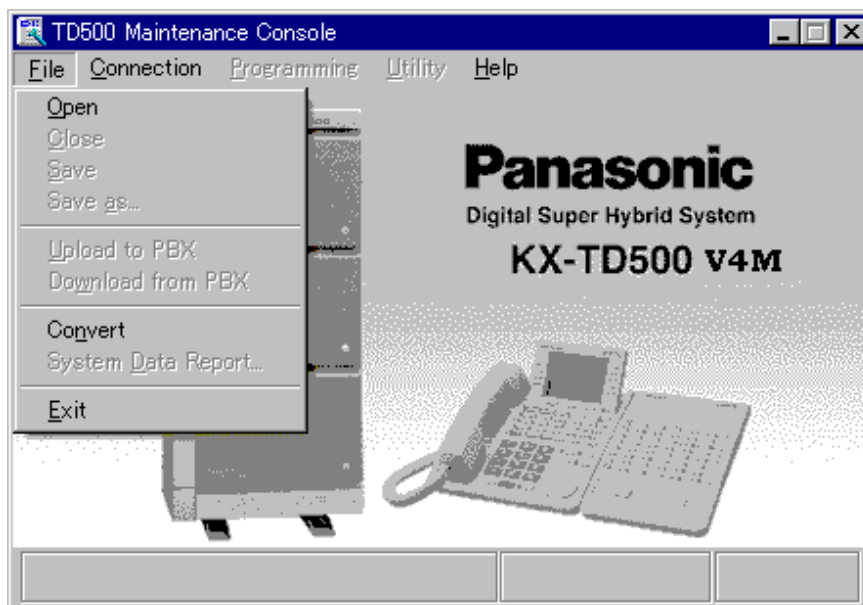 TD500 Maintenance Console
File Connection Programming Utility Help
Open
Close
Save
Save as...
Upload to PBX
Download from PBX
Convert
System Data Report...
Exit
Panasonic
Digital Super Hybrid System
KX-TD500 V4M